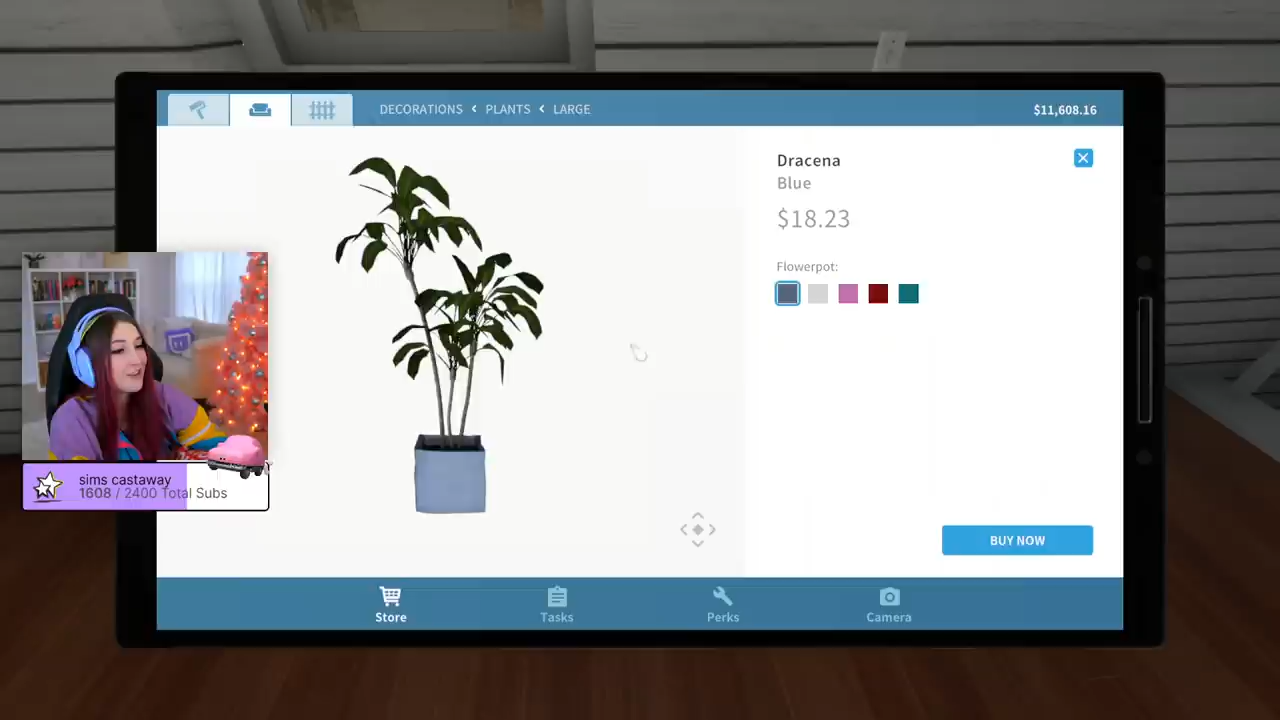 DECORATIONS < PLANTS < LARGE
$11,608.16
Dracena
Blue
$18.23
Flowerpot:
BUY NOW
sims castaway
1608 / 2400 Total Subs
Store
Tasks
Perks
Camera